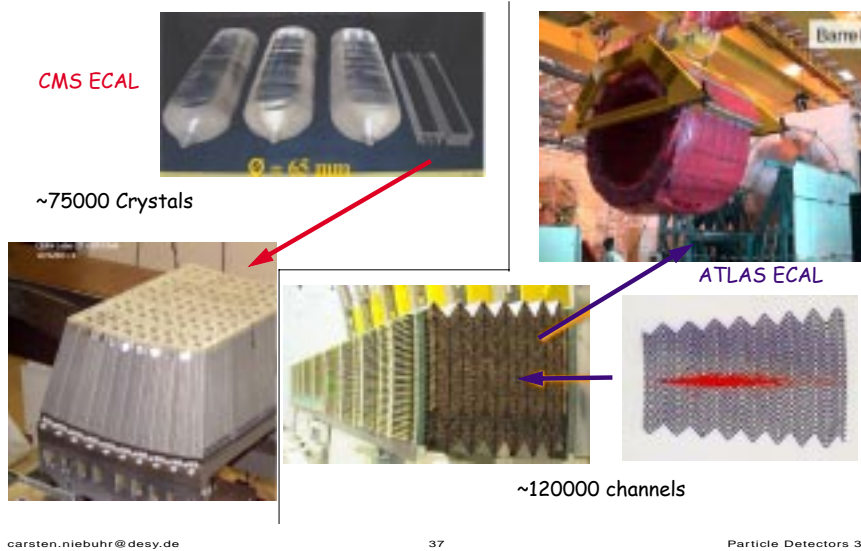 CMS ECAL
Ø = 65 mm
~75000 Crystals
Barrel
ATLAS ECAL
~120000 channels
carsten.niebuhr@desy.de
37
Particle Detectors 3